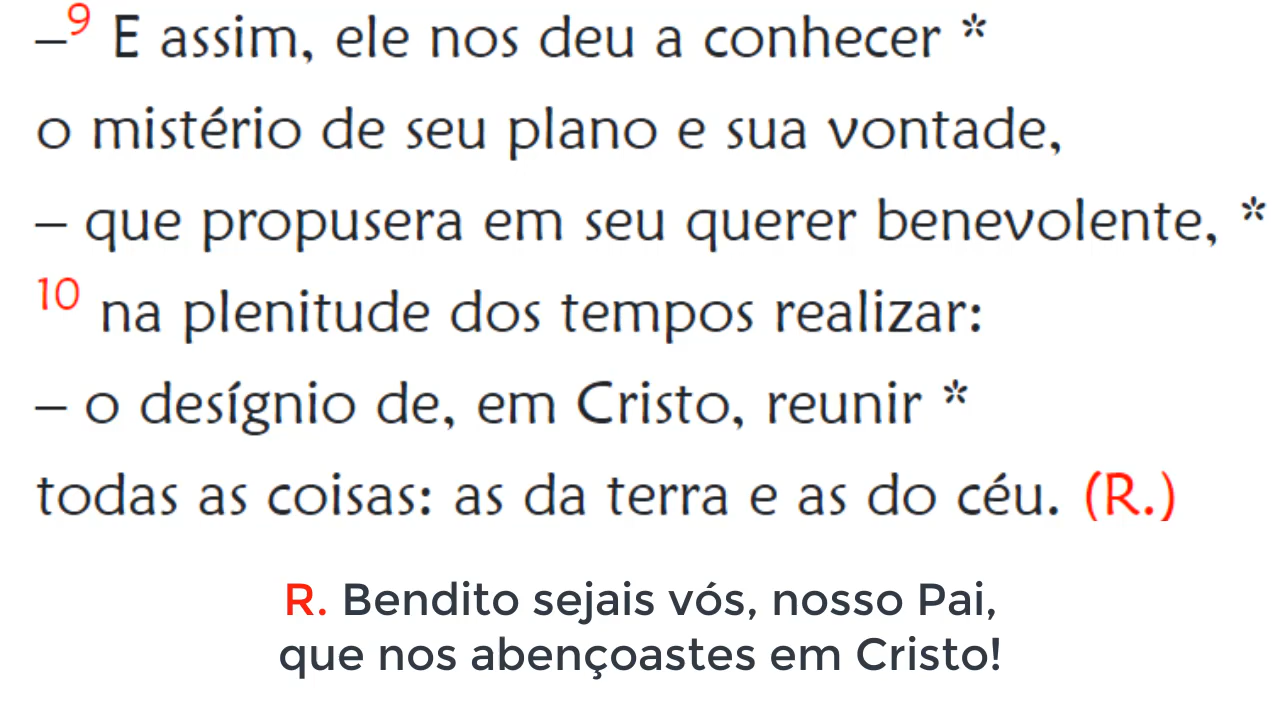 –⁹ E assim, ele nos deu a conhecer *
o mistério de seu plano e sua vontade,
– que propusera em seu querer benevolente, *
¹⁰ na plenitude dos tempos realizar:
– o desígnio de, em Cristo, reunir *
todas as coisas: as da terra e as do céu. (R.)
R. Bendito sejais vós, nosso Pai,
que nos abençoastes em Cristo!